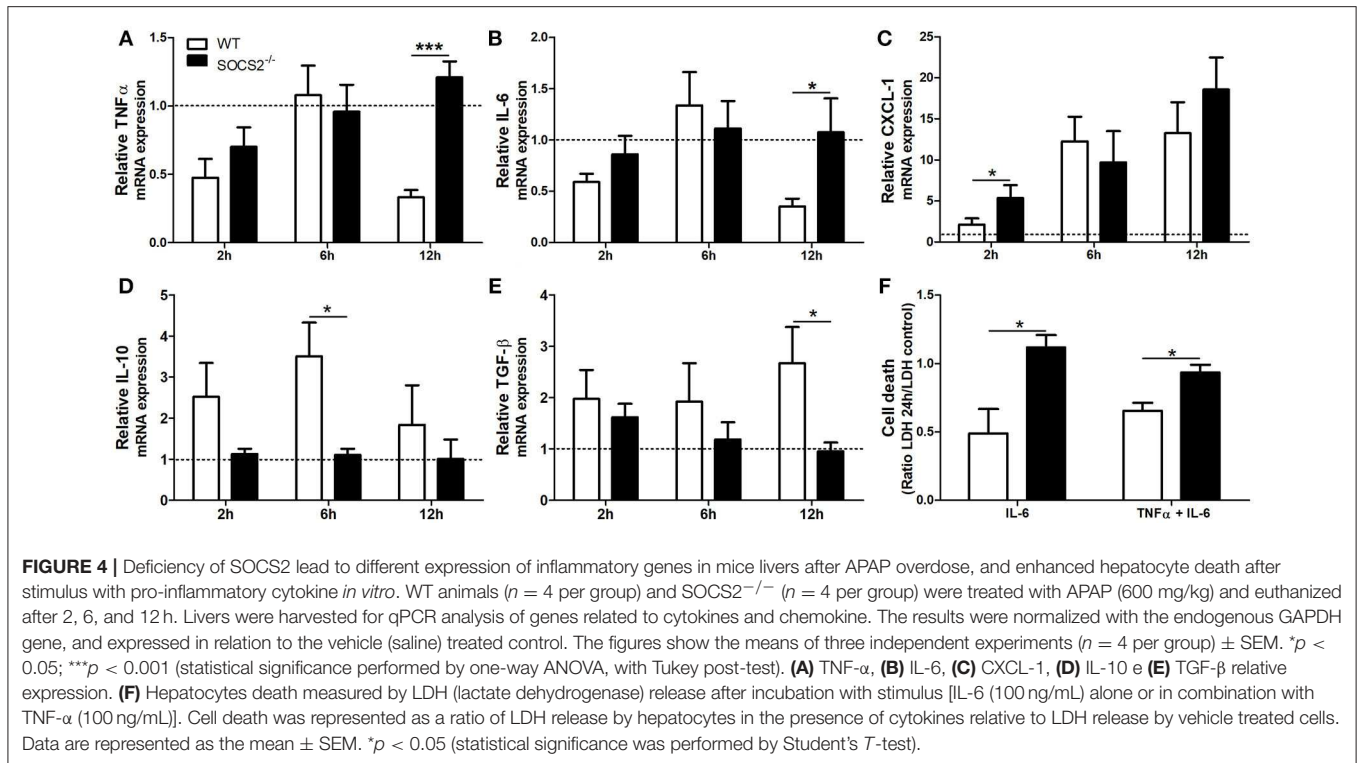 A
WT
SOCS2-/-
Relative TNFα
mRNA expression
1.5
1.0
0.5
0.0
***
2h
6h
12h
B
Relative IL-6
mRNA expression
2.0
1.5
1.0
0.5
0.0
*
2h
6h
12h
C
Relative CXCL-1
mRNA expression
25
20
15
10
5
0
*
2h
6h
12h
D
Relative IL-10
mRNA expression
5
4
3
2
1
0
*
2h
6h
12h
E
Relative TGF-β
mRNA expression
4
3
2
1
0
*
2h
6h
12h
F
Cell death
(Ratio LDH 24h/LDH control)
1.5
1.0
0.5
0.0
*
*
IL-6
TNFα + IL-6
FIGURE 4 | Deficiency of SOCS2 lead to different expression of inflammatory genes in mice livers after APAP overdose, and enhanced hepatocyte death after
stimulus with pro-inflammatory cytokine in vitro. WT animals (n = 4 per group) and SOCS2−/− (n = 4 per group) were treated with APAP (600 mg/kg) and euthanized
after 2, 6, and 12 h. Livers were harvested for qPCR analysis of genes related to cytokines and chemokine. The results were normalized with the endogenous GAPDH
gene, and expressed in relation to the vehicle (saline) treated control. The figures show the means of three independent experiments (n = 4 per group) ± SEM. *p <
0.05; ***p < 0.001 (statistical significance performed by one-way ANOVA, with Tukey post-test). (A) TNF-α, (B) IL-6, (C) CXCL-1, (D) IL-10 e (E) TGF-β relative
expression. (F) Hepatocytes death measured by LDH (lactate dehydrogenase) release after incubation with stimulus [IL-6 (100 ng/mL) alone or in combination with
TNF-α (100 ng/mL)]. Cell death was represented as a ratio of LDH release by hepatocytes in the presence of cytokines relative to LDH release by vehicle treated cells.
Data are represented as the mean ± SEM. *p < 0.05 (statistical significance was performed by Student's T-test).